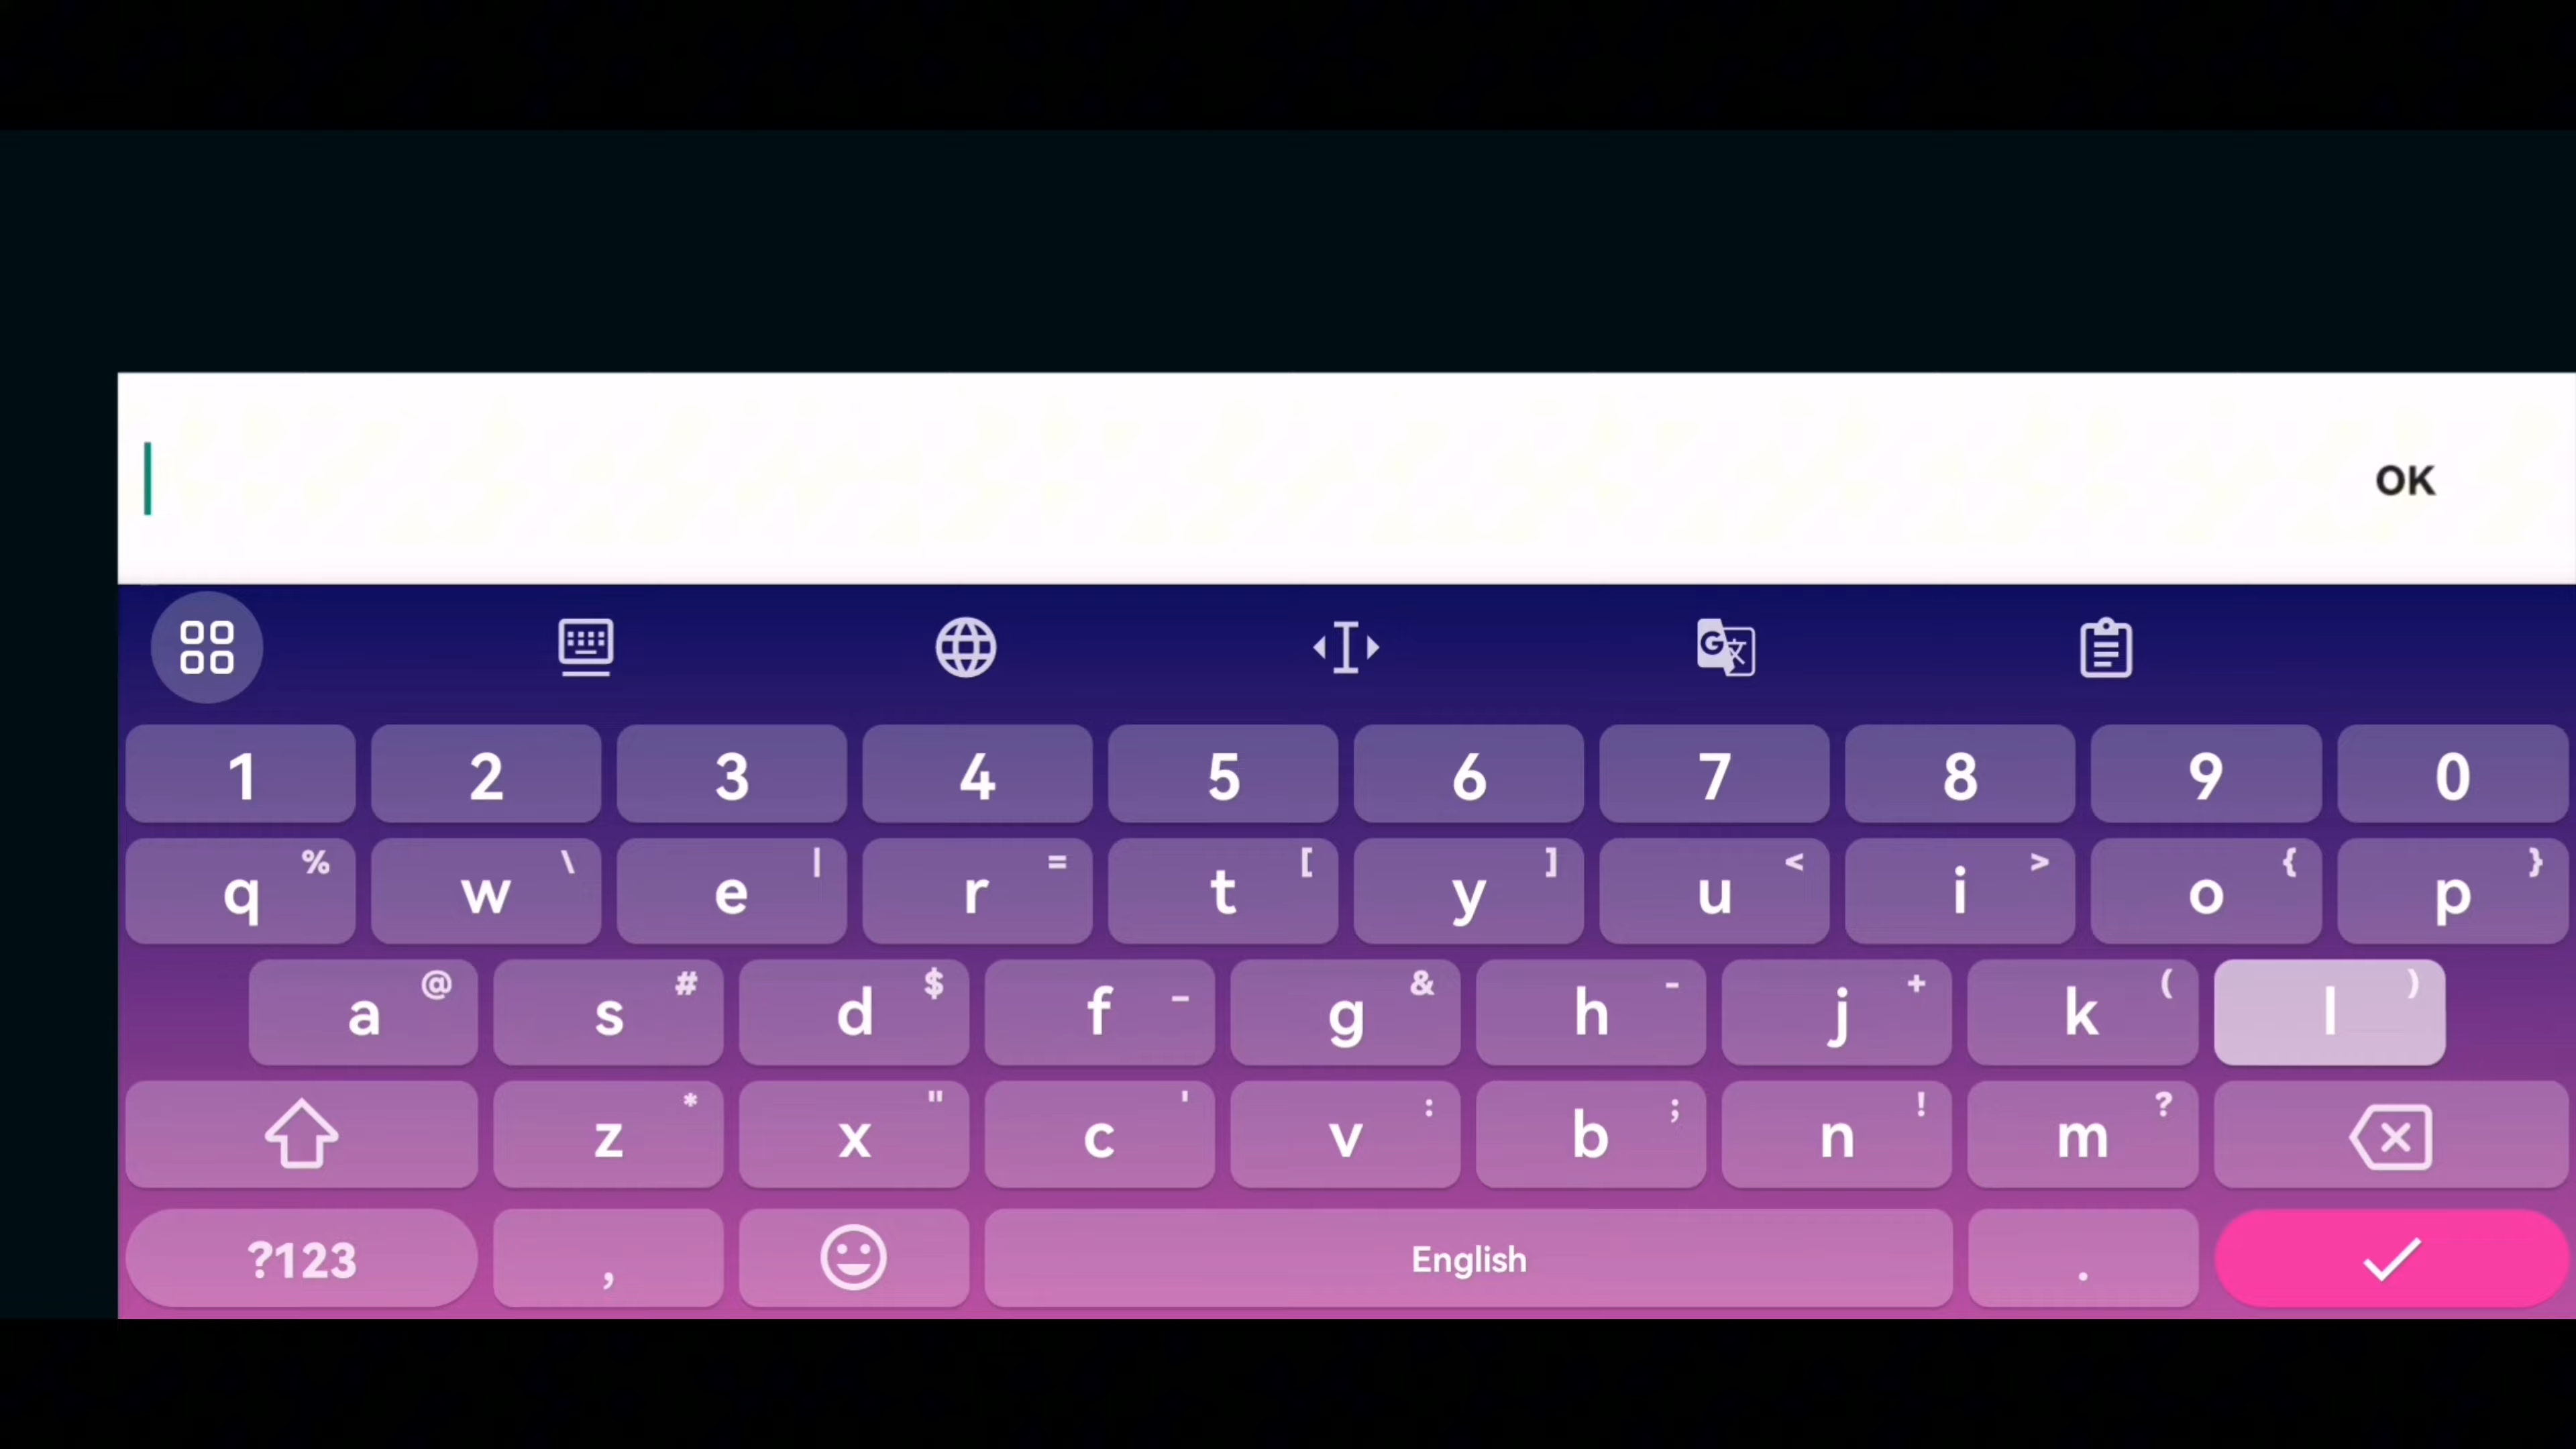 OK
1 2 3 4 5 6 7 8 9 0
q % w \ e | r = t [ y ] u < i > o { p }
a @ s # d $ f _ g & h - j + k ( l )
z * x " c ' v : b ; n ! m ?
?123 , English .